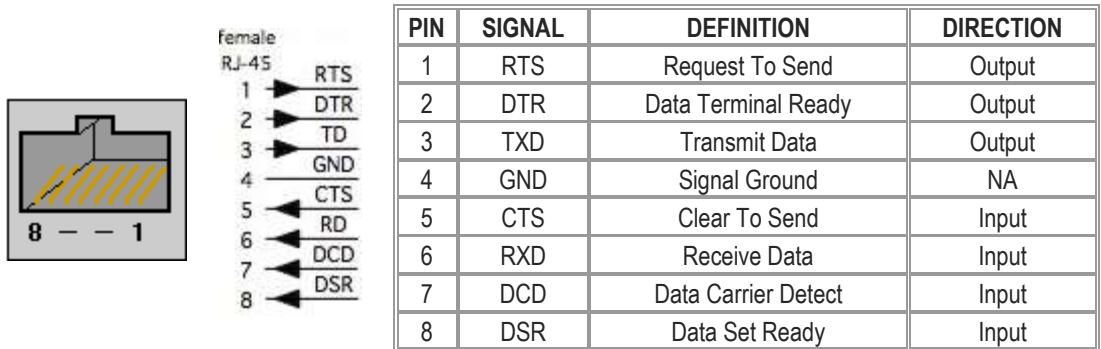 8 – – 1
female
RJ-45
1 RTS
2 DTR
3 TD
4 GND
5 CTS
6 RD
7 DCD
8 DSR
PIN SIGNAL DEFINITION DIRECTION
1 RTS Request To Send Output
2 DTR Data Terminal Ready Output
3 TXD Transmit Data Output
4 GND Signal Ground NA
5 CTS Clear To Send Input
6 RXD Receive Data Input
7 DCD Data Carrier Detect Input
8 DSR Data Set Ready Input